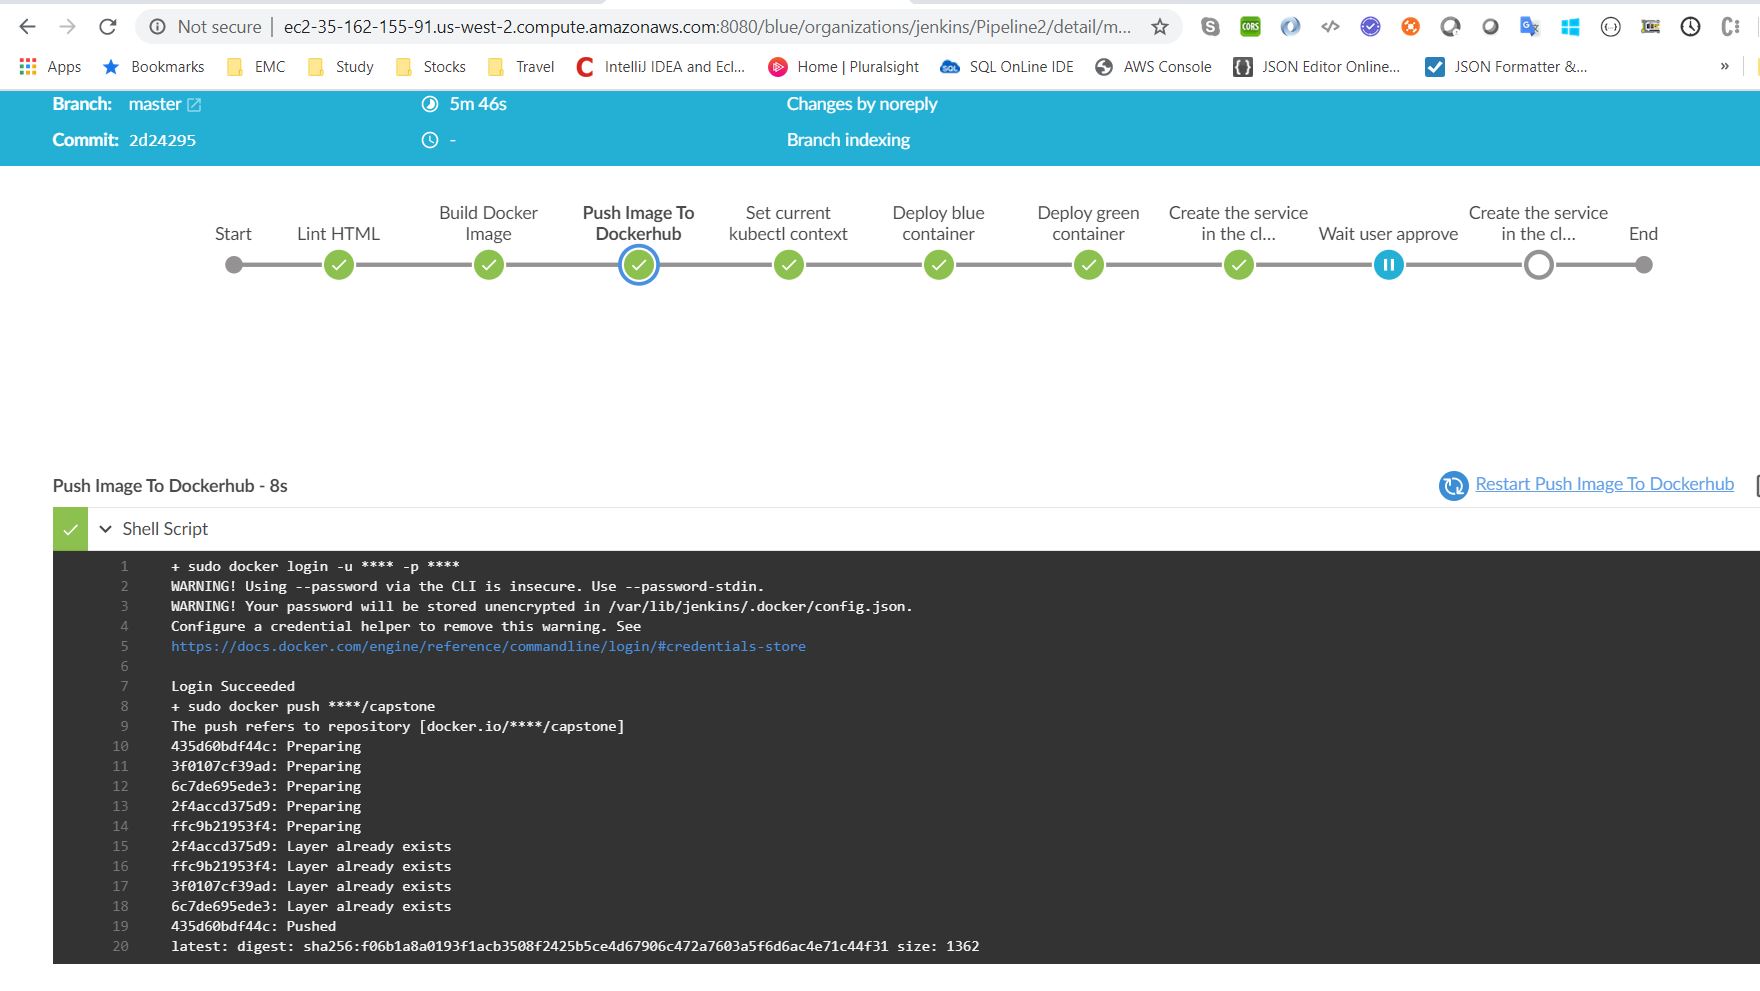 Not secure | ec2-35-162-155-91.us-west-2.compute.amazonaws.com:8080/blue/organizations/jenkins/Pipeline2/detail/m...
Apps Bookmarks EMC Study Stocks Travel IntelliJ IDEA and Ecl... Home | Pluralsight SQL OnLine IDE AWS Console JSON Editor Online... JSON Formatter &... »
Branch: master 5m 46s Changes by noreply
Commit: 2d24295 - Branch indexing
Start
Lint HTML
Build Docker
Image
Push Image To
Dockerhub
Set current
kubectl context
Deploy blue
container
Deploy green
container
Create the service
in the cl...
Wait user approve
Create the service
in the cl...
End
Push Image To Dockerhub - 8s
Restart Push Image To Dockerhub
Shell Script
1 + sudo docker login -u **** -p ****
2 WARNING! Using --password via the CLI is insecure. Use --password-stdin.
3 WARNING! Your password will be stored unencrypted in /var/lib/jenkins/.docker/config.json.
4 Configure a credential helper to remove this warning. See
5 https://docs.docker.com/engine/reference/commandline/login/#credentials-store
6
7 Login Succeeded
8 + sudo docker push ****/capstone
9 The push refers to repository [docker.io/****/capstone]
10 435d60bdf44c: Preparing
11 3f0107cf39ad: Preparing
12 6c7de695ede3: Preparing
13 2f4accd375d9: Preparing
14 ffc9b21953f4: Preparing
15 2f4accd375d9: Layer already exists
16 ffc9b21953f4: Layer already exists
17 3f0107cf39ad: Layer already exists
18 6c7de695ede3: Layer already exists
19 435d60bdf44c: Pushed
20 latest: digest: sha256:f06b1a8a0193f1acb3508f2425b5ce4d67906c472a7603a5f6d6ac4e71c44f31 size: 1362